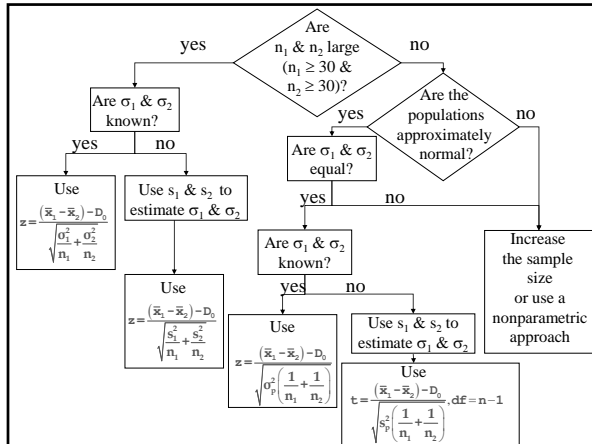 Are
n₁ & n₂ large
(n₁ ≥ 30 &
n₂ ≥ 30)?
yes
no
Are σ₁ & σ₂
known?
yes
no
Use
z = (x̄₁ − x̄₂) − D₀ / √(σ₁²/n₁ + σ₂²/n₂)
Use s₁ & s₂ to
estimate σ₁ & σ₂
Use
z = (x̄₁ − x̄₂) − D₀ / √(s₁²/n₁ + s₂²/n₂)
Are the
populations
approximately
normal?
yes
no
Are σ₁ & σ₂
equal?
yes
no
Are σ₁ & σ₂
known?
yes
no
Use
z = (x̄₁ − x̄₂) − D₀ / √(σₚ²(1/n₁ + 1/n₂))
Use s₁ & s₂ to
estimate σ₁ & σ₂
Use
t = (x̄₁ − x̄₂) − D₀ / √(sₚ²(1/n₁ + 1/n₂)), df = n − 1
Increase
the sample
size
or use a
nonparametric
approach